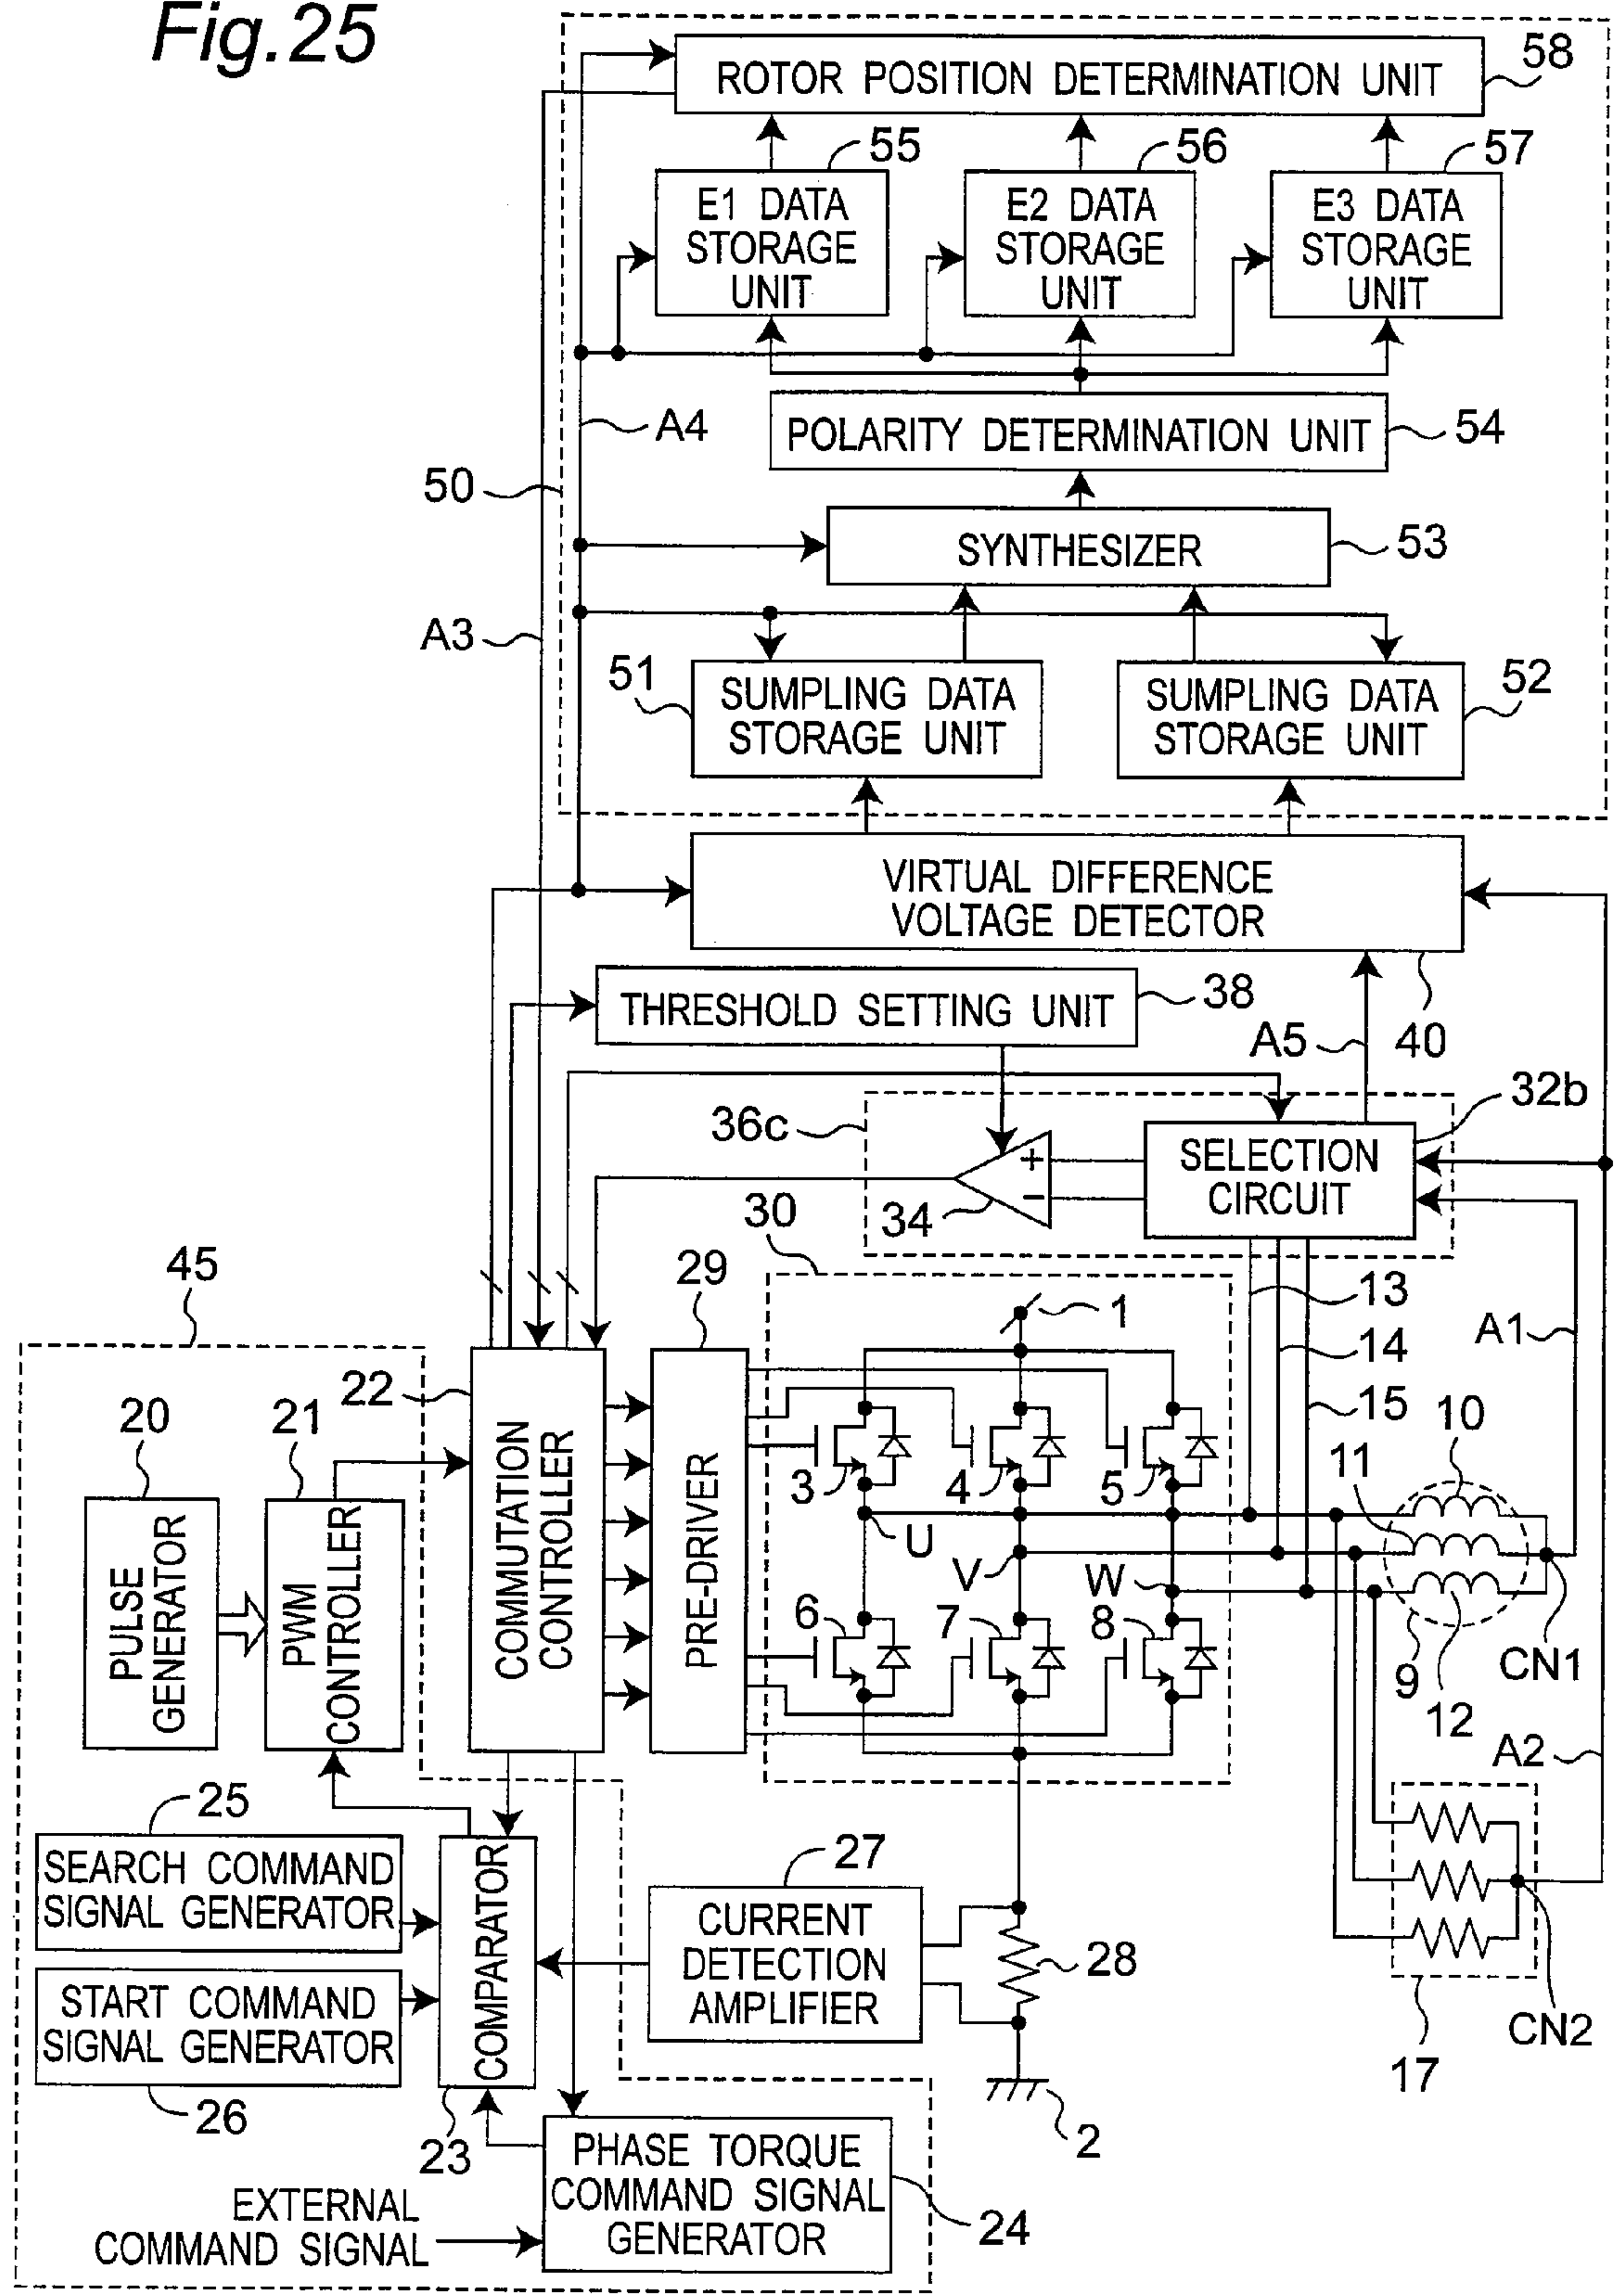 Fig.25
58
ROTOR POSITION DETERMINATION UNIT
55
56
57
E1 DATA
STORAGE
UNIT
E2 DATA
STORAGE
UNIT
E3 DATA
STORAGE
UNIT
A4
POLARITY DETERMINATION UNIT
54
50
SYNTHESIZER
53
A3
51
SUMPLING DATA
STORAGE UNIT
SUMPLING DATA
STORAGE UNIT
52
VIRTUAL DIFFERENCE
VOLTAGE DETECTOR
THRESHOLD SETTING UNIT
38
A5
40
36c
32b
+
−
SELECTION
CIRCUIT
34
30
45
29
13
1
A1
14
22
15
20
21
10
11
3
4
5
U
V
W
PULSE
GENERATOR
PWM
CONTROLLER
COMMUTATION
CONTROLLER
PRE-DRIVER
6
7
8
9
12
CN1
A2
25
SEARCH COMMAND
SIGNAL GENERATOR
COMPARATOR
27
CURRENT
DETECTION
AMPLIFIER
28
START COMMAND
SIGNAL GENERATOR
CN2
17
26
23
2
PHASE TORQUE
COMMAND SIGNAL
GENERATOR
24
EXTERNAL
COMMAND SIGNAL